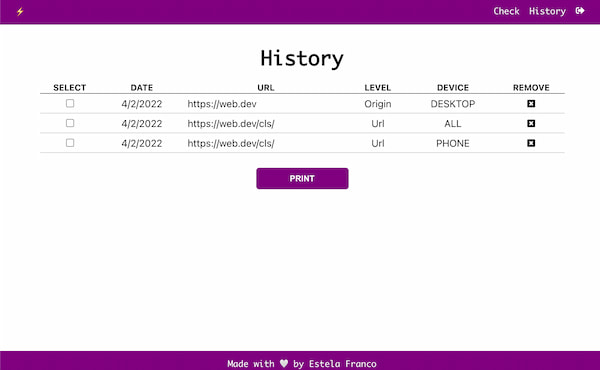 ⚡ Check History
History
SELECT DATE URL LEVEL DEVICE REMOVE
4/2/2022 https://web.dev Origin DESKTOP
4/2/2022 https://web.dev/cls/ Url ALL
4/2/2022 https://web.dev/cls/ Url PHONE
PRINT
Made with 🤍 by Estela Franco